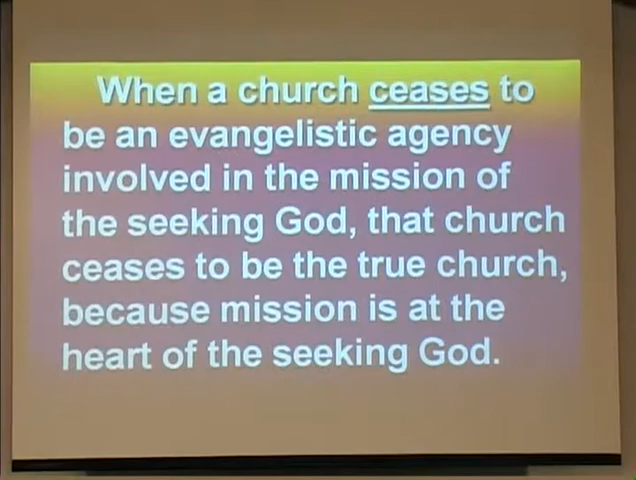 When a church ceases to
be an evangelistic agency
involved in the mission of
the seeking God, that church
ceases to be the true church,
because mission is at the
heart of the seeking God.